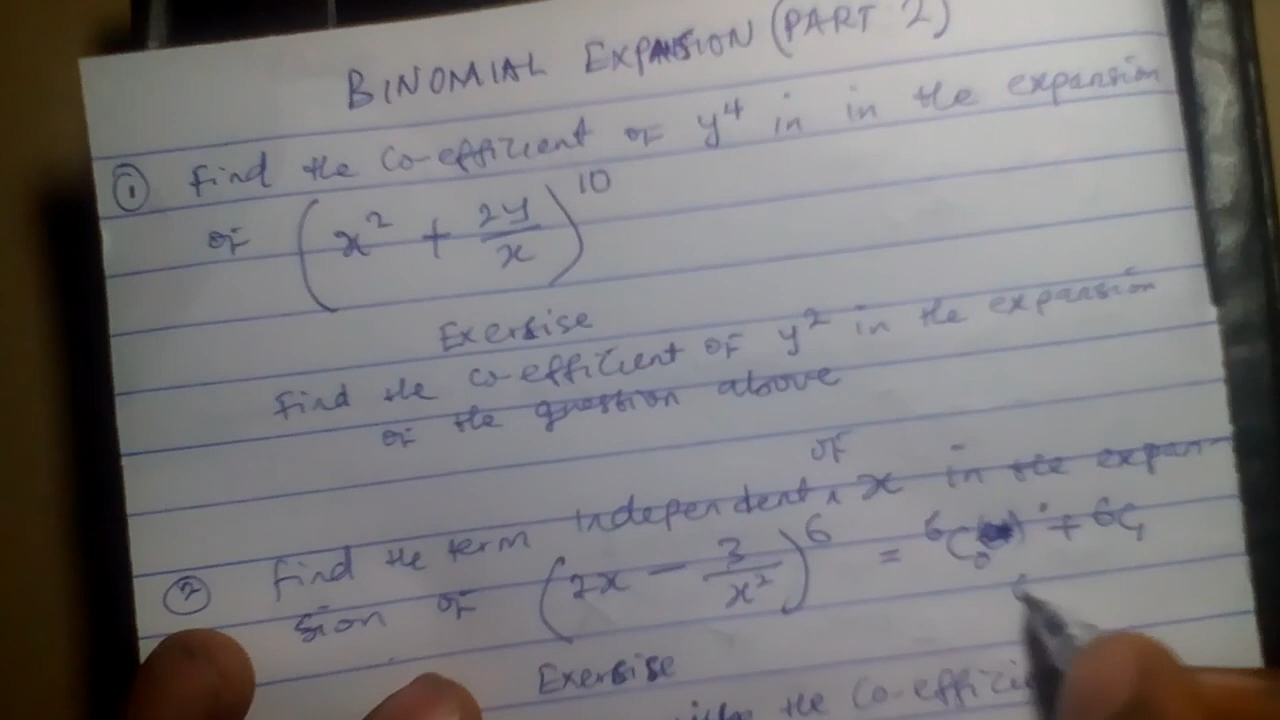 BINOMIAL EXPANSION (PART 2)
① Find the Co-efficient of y⁴ in in the expansion
of (x² + 2y/x)¹⁰
Exercise
Find the co-efficient of y² in the expansion
of the question above
② Find the term independent of x in the expan-
sion of (2x - 3/x²)⁶ = ⁶C₀ + 6C₁
Exercise
the Co-effici